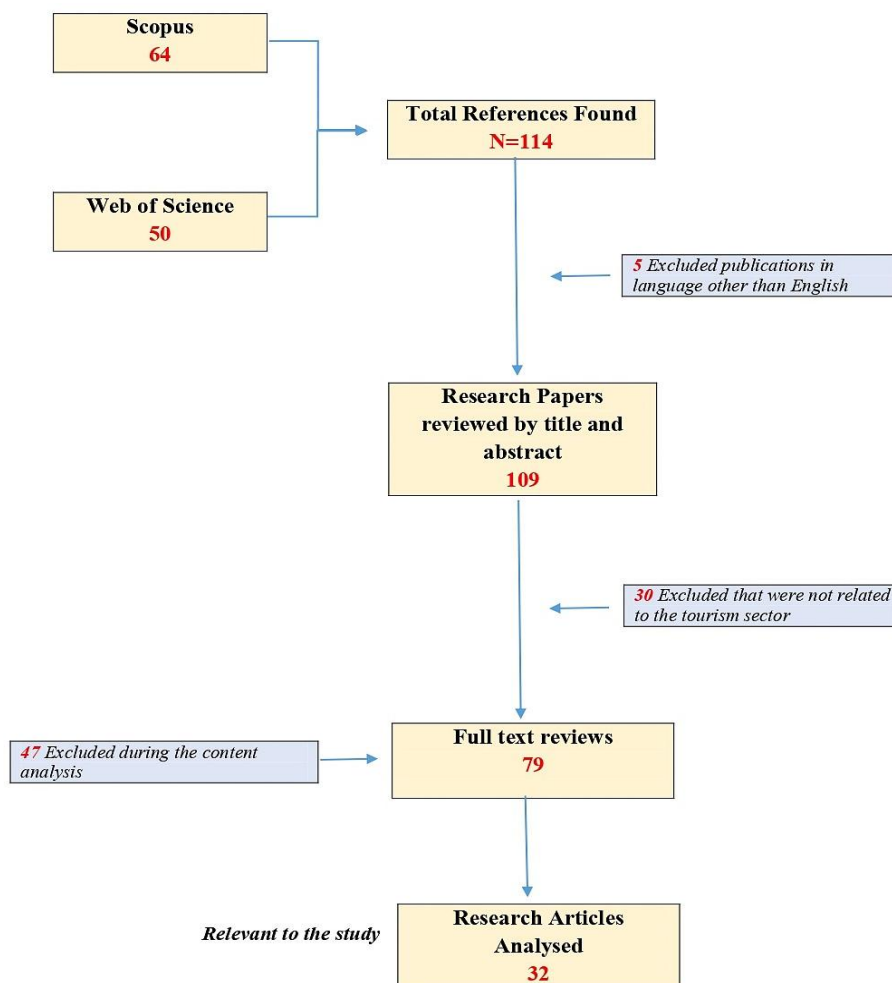 Scopus
64
Total References Found
N=114
Web of Science
50
5 Excluded publications in
language other than English
Research Papers
reviewed by title and
abstract
109
30 Excluded that were not related
to the tourism sector
Full text reviews
79
47 Excluded during the content
analysis
Relevant to the study
Research Articles
Analysed
32